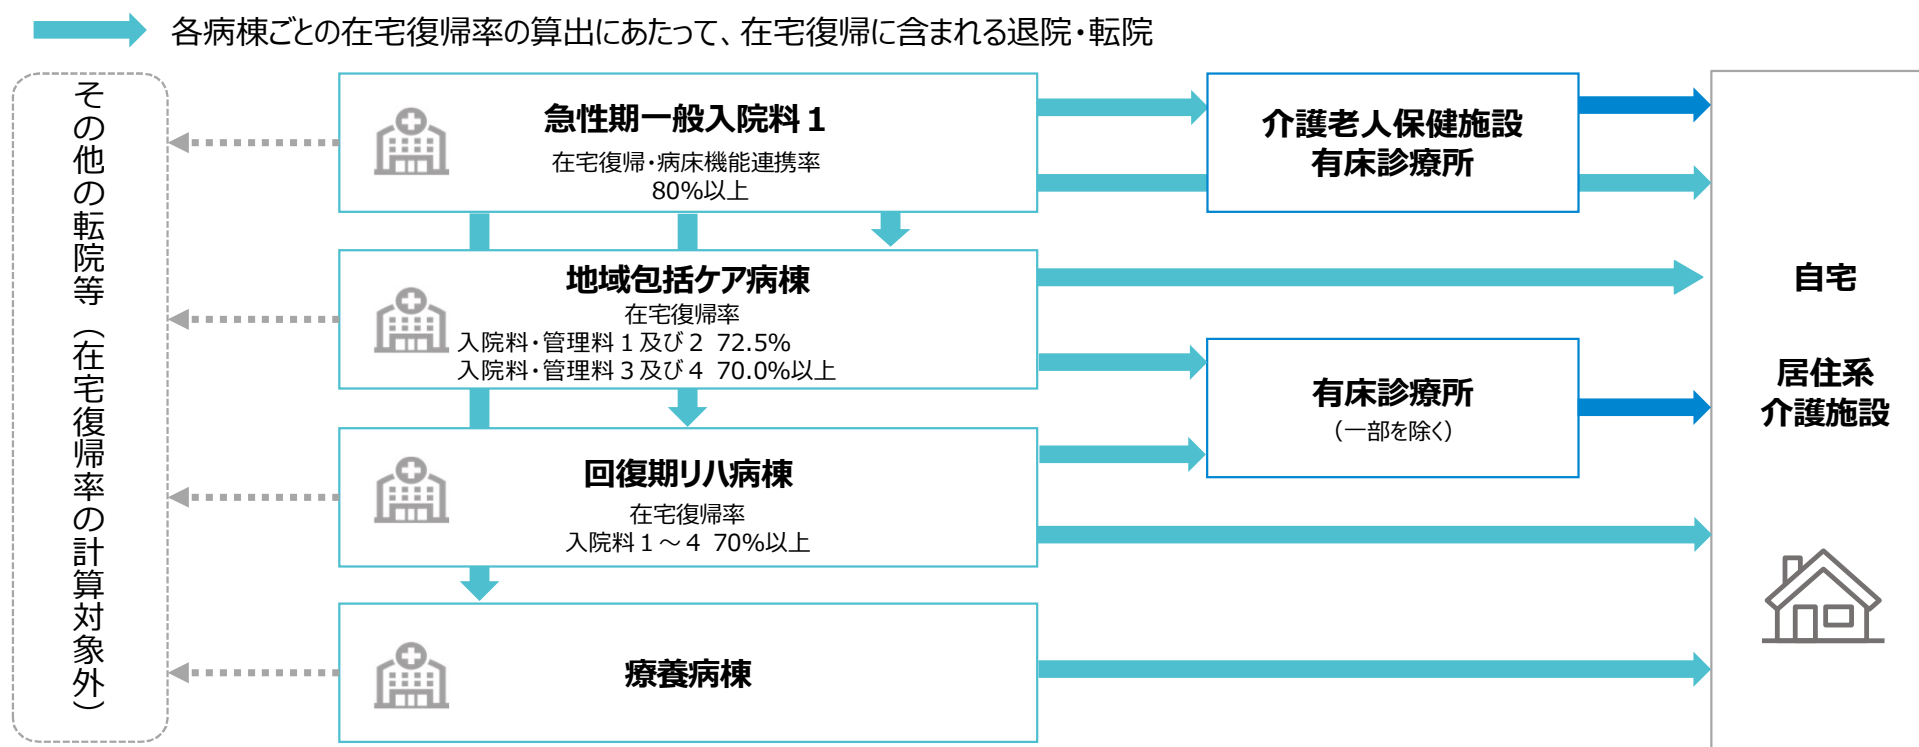 各病棟ごとの在宅復帰率の算出にあたって、在宅復帰に含まれる退院・転院
その他の転院等（在宅復帰率の計算対象外）
急性期一般入院料１
在宅復帰・病床機能連携率
80%以上
地域包括ケア病棟
在宅復帰率
入院料・管理料１及び２ 72.5%
入院料・管理料３及び４ 70.0%以上
回復期リハ病棟
在宅復帰率
入院料１～４ 70%以上
療養病棟
介護老人保健施設
有床診療所
有床診療所
（一部を除く）
自宅
居住系
介護施設